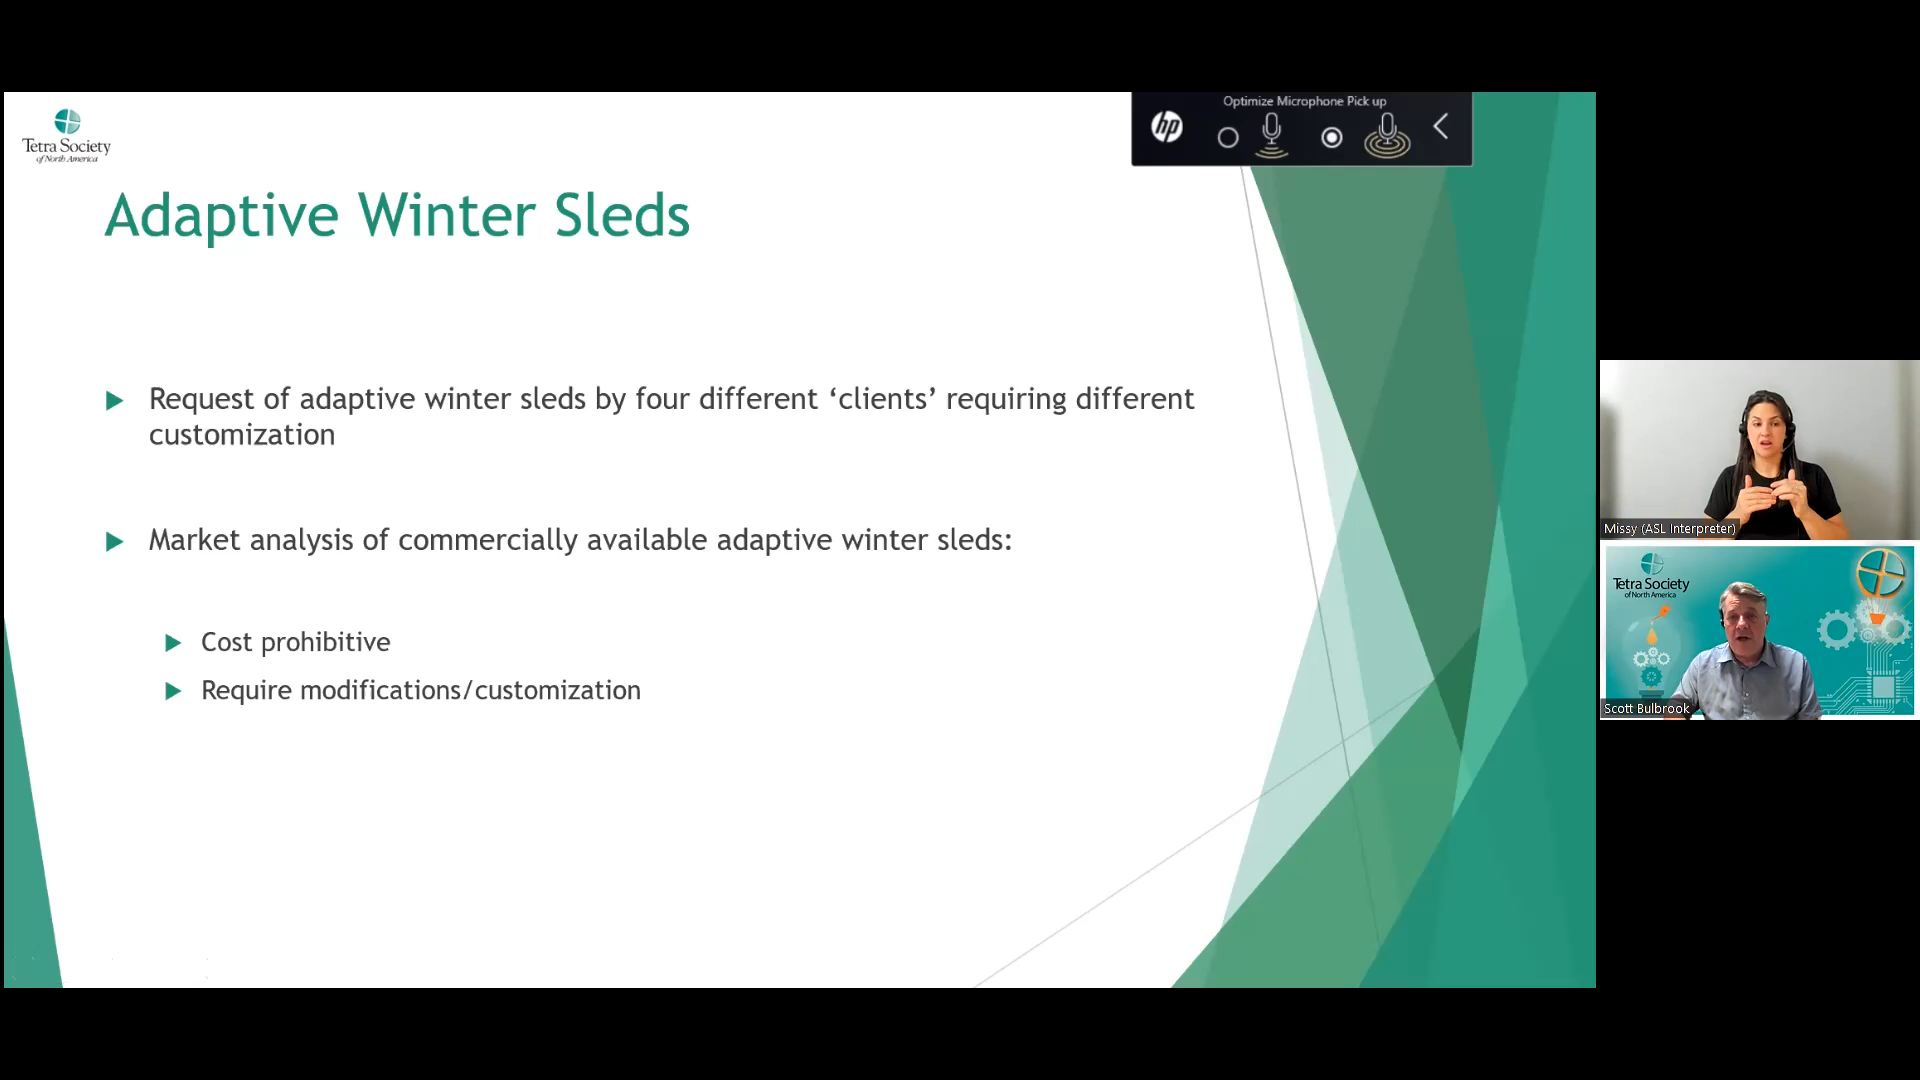 Optimize Microphone Pick up
hp
Tetra Society
of North America
Adaptive Winter Sleds
Request of adaptive winter sleds by four different ‘clients’ requiring different
customization
Market analysis of commercially available adaptive winter sleds:
Cost prohibitive
Require modifications/customization
Missy (ASL Interpreter)
Tetra Society
of North America
Scott Bulbrook